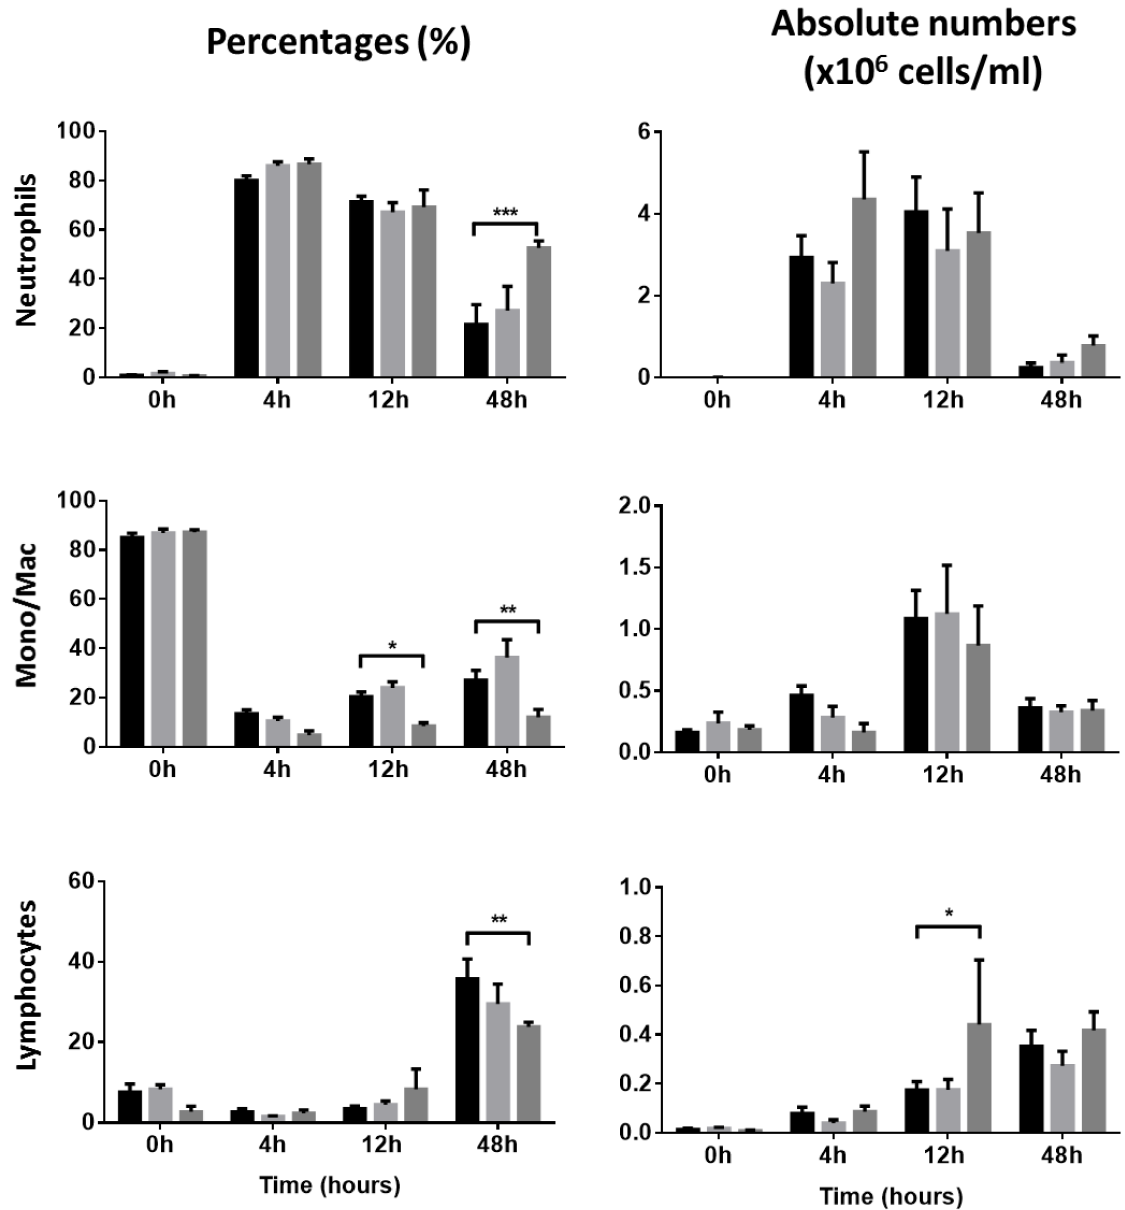 Percentages (%)
Absolute numbers
(x10⁶ cells/ml)
Neutrophils
100
80
60
40
20
0
***
0h 4h 12h 48h
6
4
2
0
0h 4h 12h 48h
Mono/Mac
100
80
60
40
20
0
*
**
0h 4h 12h 48h
2.0
1.5
1.0
0.5
0.0
0h 4h 12h 48h
Lymphocytes
60
40
20
0
**
0h 4h 12h 48h
Time (hours)
1.0
0.8
0.6
0.4
0.2
0.0
*
0h 4h 12h 48h
Time (hours)